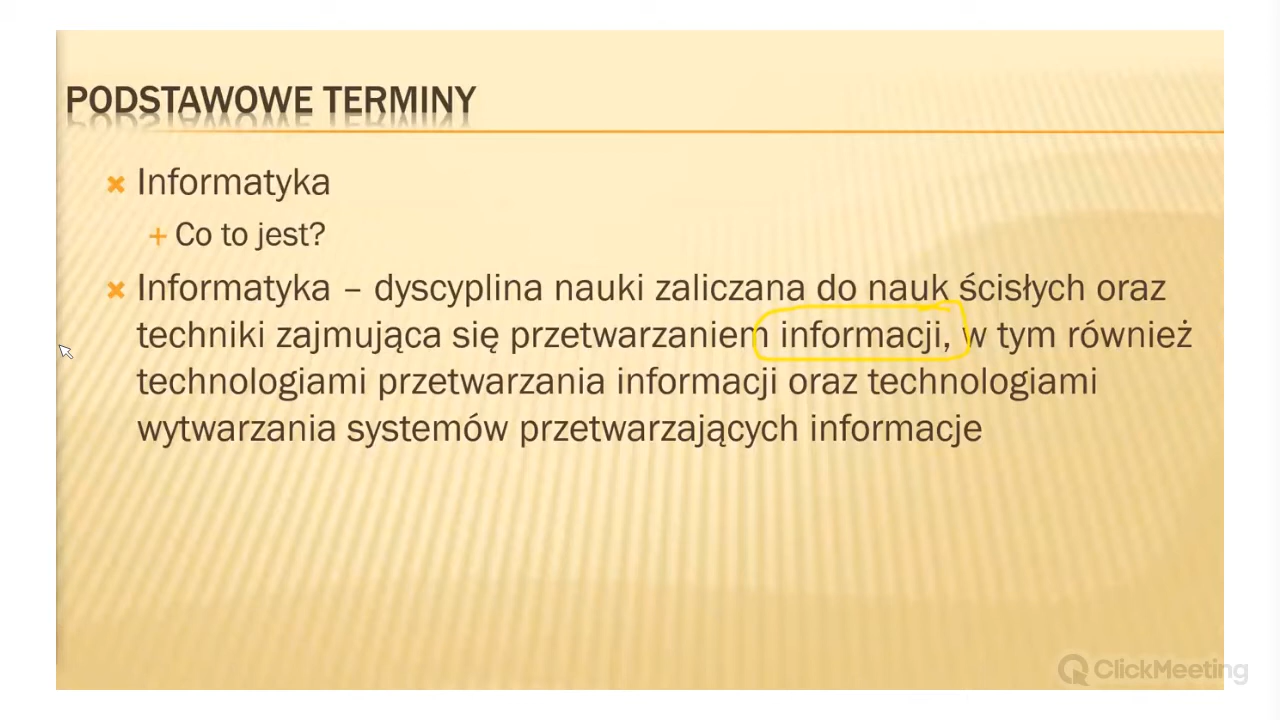 PODSTAWOWE TERMINY
Informatyka
Co to jest?
Informatyka – dyscyplina nauki zaliczana do nauk ścisłych oraz
techniki zajmująca się przetwarzaniem informacji, w tym również
technologiami przetwarzania informacji oraz technologiami
wytwarzania systemów przetwarzających informacje
ClickMeeting